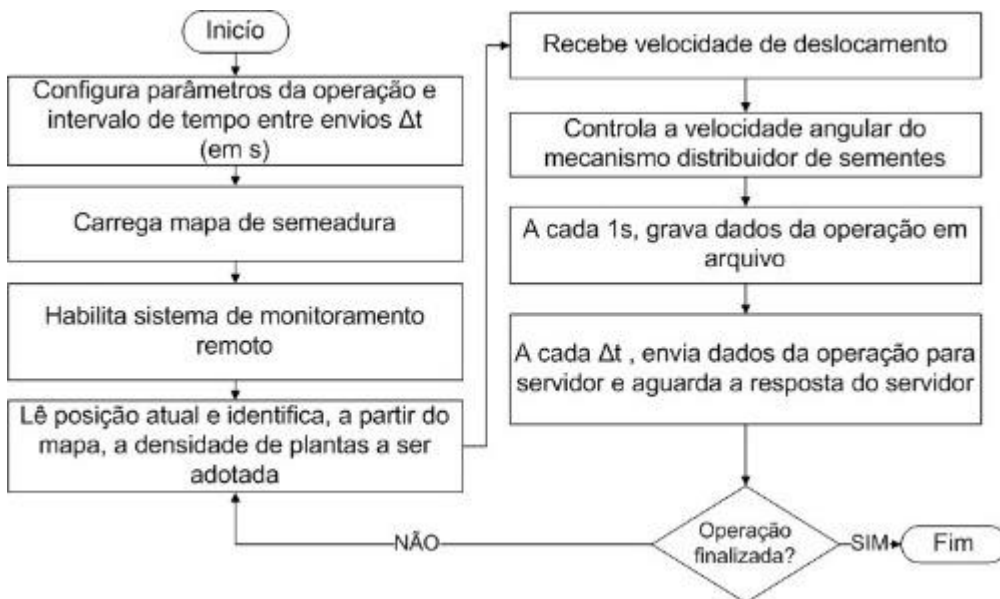 Inicío
Configura parâmetros da operação e
intervalo de tempo entre envios Δt
(em s)
Carrega mapa de semeadura
Habilita sistema de monitoramento
remoto
Lê posição atual e identifica, a partir do
mapa, a densidade de plantas a ser
adotada
Recebe velocidade de deslocamento
Controla a velocidade angular do
mecanismo distribuidor de sementes
A cada 1s, grava dados da operação em
arquivo
A cada Δt , envia dados da operação para
servidor e aguarda a resposta do servidor
Operação
finalizada?
NÃO
SIM
Fim